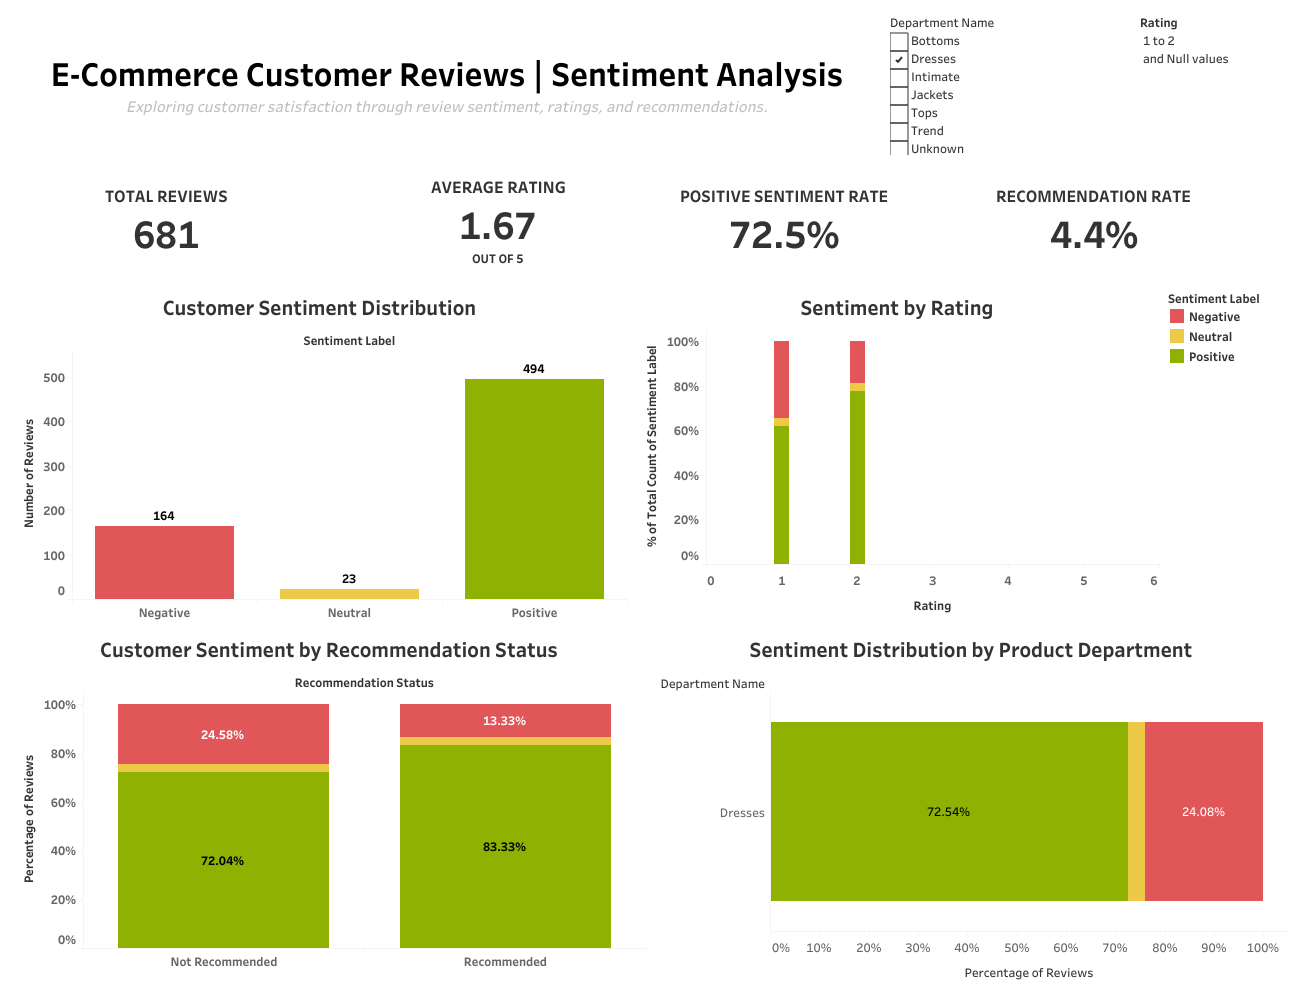 E-Commerce Customer Reviews | Sentiment Analysis
Exploring customer satisfaction through review sentiment, ratings, and recommendations.
Department Name
Bottoms
Dresses
Intimate
Jackets
Tops
Trend
Unknown
Rating
1 to 2
and Null values
TOTAL REVIEWS
681
AVERAGE RATING
1.67
OUT OF 5
POSITIVE SENTIMENT RATE
72.5%
RECOMMENDATION RATE
4.4%
Customer Sentiment Distribution
Sentiment Label
Number of Reviews
500
400
300
200
100
0
164
23
494
Negative
Neutral
Positive
Sentiment by Rating
% of Total Count of Sentiment Label
100%
80%
60%
40%
20%
0%
0
1
2
3
4
5
6
Rating
Sentiment Label
Negative
Neutral
Positive
Customer Sentiment by Recommendation Status
Recommendation Status
Percentage of Reviews
100%
80%
60%
40%
20%
0%
24.58%
72.04%
13.33%
83.33%
Not Recommended
Recommended
Sentiment Distribution by Product Department
Department Name
Dresses
72.54%
24.08%
0%
10%
20%
30%
40%
50%
60%
70%
80%
90%
100%
Percentage of Reviews